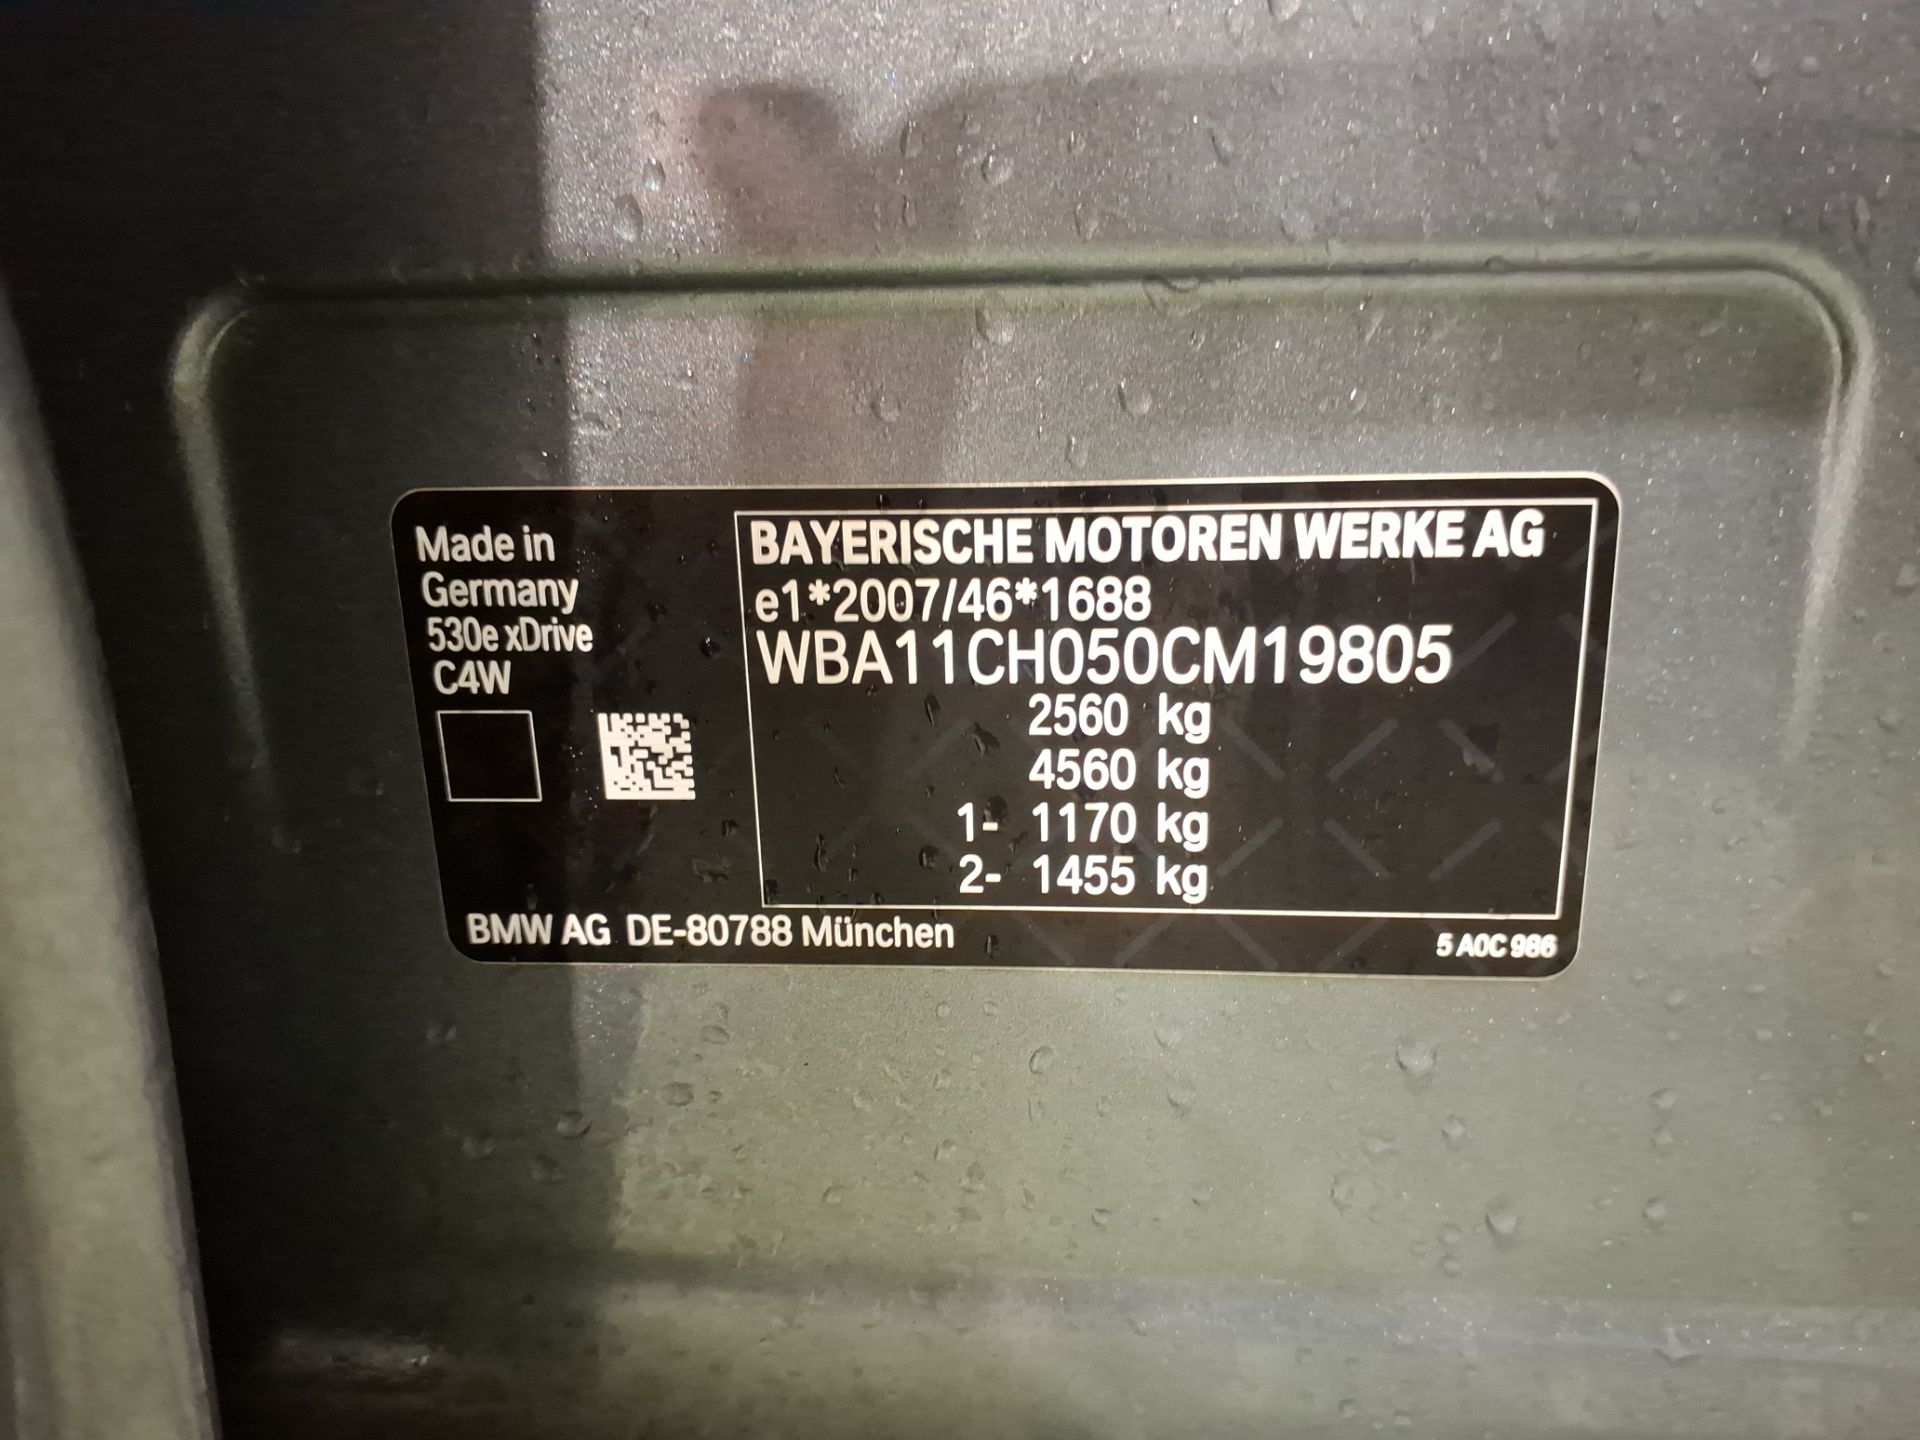 Made in
Germany
530e xDrive
C4W
BAYERISCHE MOTOREN WERKE AG
e1*2007/46*1688
WBA11CH050CM19805
2560 kg
4560 kg
1- 1170 kg
2- 1455 kg
BMW AG DE-80788 München
5 A0C 986